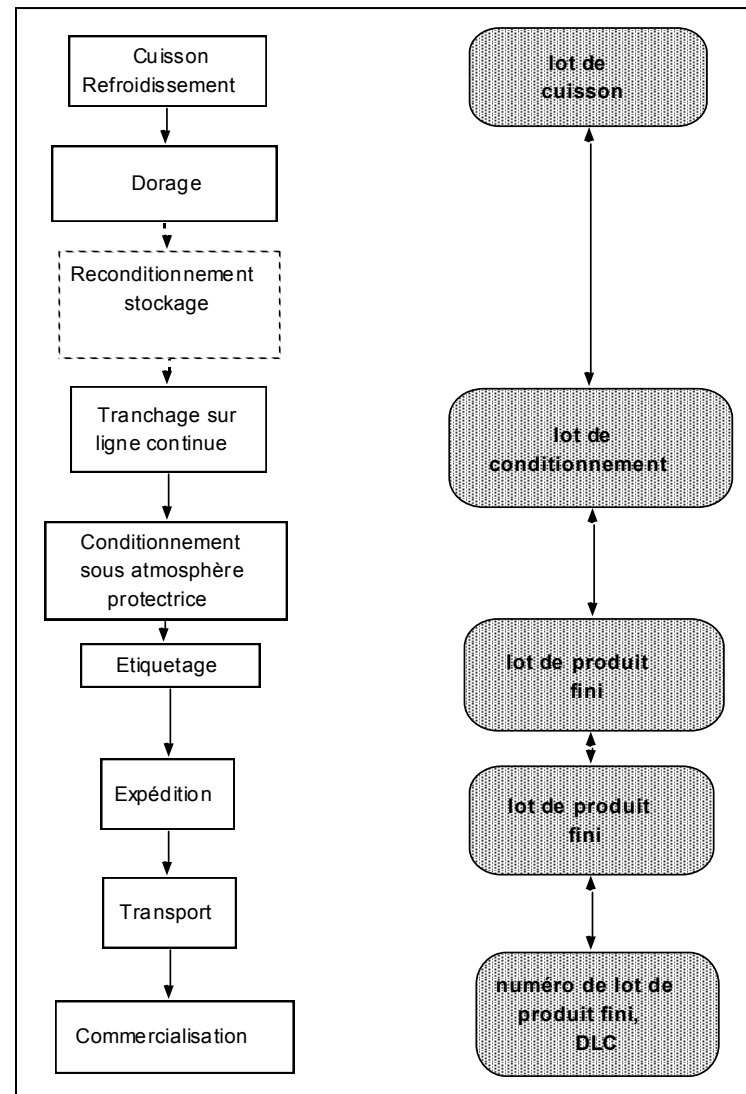 Cuisson
Refroidissement
lot de
cuisson
Dorage
Reconditionnement
stockage
Tranchage sur
ligne continue
lot de
conditionnement
Conditionnement
sous atmosphère
protectrice
Etiquetage
lot de produit
fini
Expédition
lot de produit
fini
Transport
numéro de lot de
produit fini,
DLC
Commercialisation